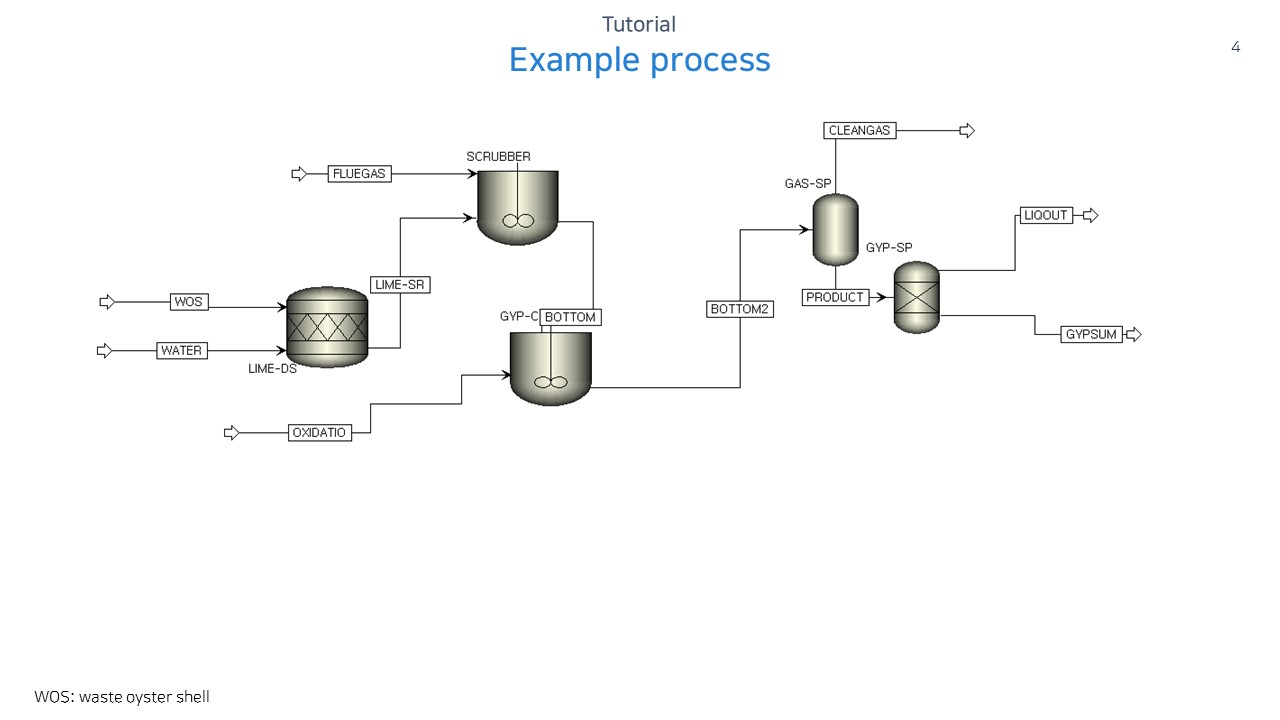 Tutorial
Example process
4
CLEANGAS
SCRUBBER
FLUEGAS
GAS-SP
LIQOUT
GYP-SP
LIME-SR
WOS
PRODUCT
BOTTOM2
GYP-C
BOTTOM
GYPSUM
WATER
LIME-DS
OXIDATIO
WOS: waste oyster shell